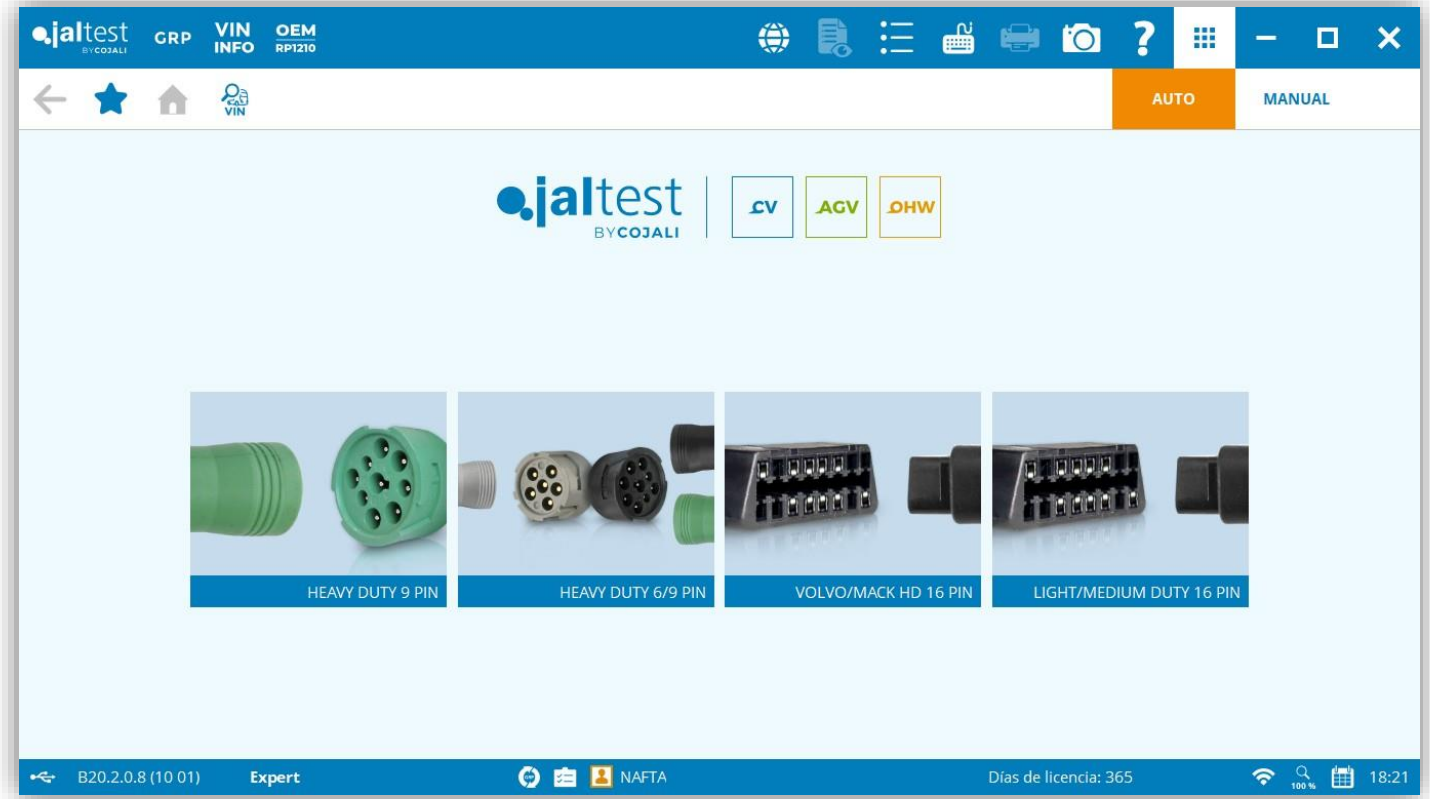 jaltest
BYCOJALI
GRP
VIN
INFO
OEM
RP1210
VIN
AUTO
MANUAL
jaltest
BYCOJALI
CV
AGV
OHW
HEAVY DUTY 9 PIN
HEAVY DUTY 6/9 PIN
VOLVO/MACK HD 16 PIN
LIGHT/MEDIUM DUTY 16 PIN
B20.2.0.8 (10 01)
Expert
NAFTA
Días de licencia: 365
100 %
18:21